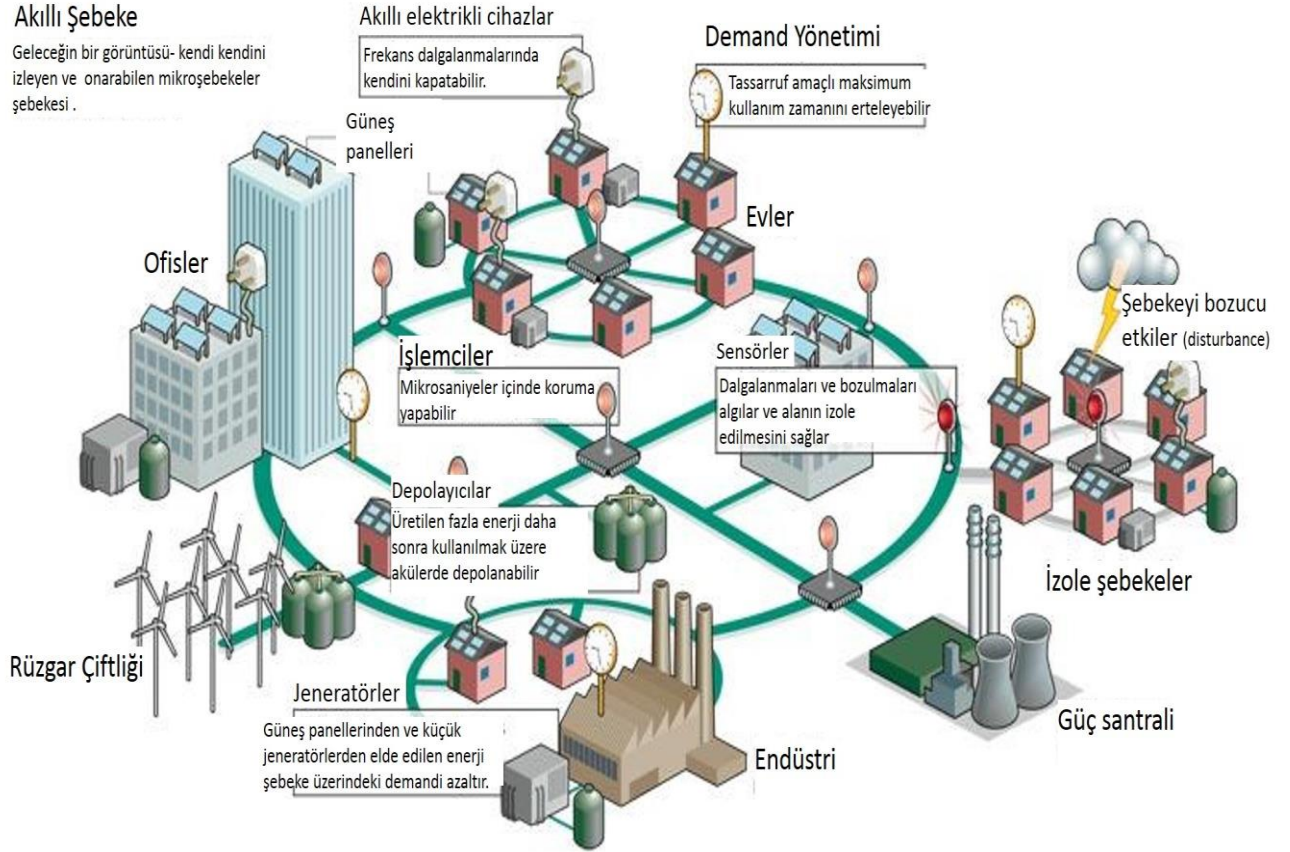 Akıllı Şebeke
Geleceğin bir görüntüsü- kendi kendini
izleyen ve onarabilen mikroşebekeler
şebekesi .
Akıllı elektrikli cihazlar
Frekans dalgalanmalarında
kendini kapatabilir.
Demand Yönetimi
Tassarruf amaçlı maksimum
kullanım zamanını erteleyebilir
Güneş
panelleri
Evler
Ofisler
Şebekeyi bozucu
etkiler (disturbance)
İşlemciler
Mikrosaniyeler içinde koruma
yapabilir
Sensörler
Dalgalanmaları ve bozulmaları
algılar ve alanın izole
edilmesini sağlar
Depolayıcılar
Üretilen fazla enerji daha
sonra kullanılmak üzere
akülerde depolanabilir
İzole şebekeler
Rüzgar Çiftliği
Jeneratörler
Güneş panellerinden ve küçük
jeneratörlerden elde edilen enerji
şebeke üzerindeki demandi azaltır.
Güç santrali
Endüstri